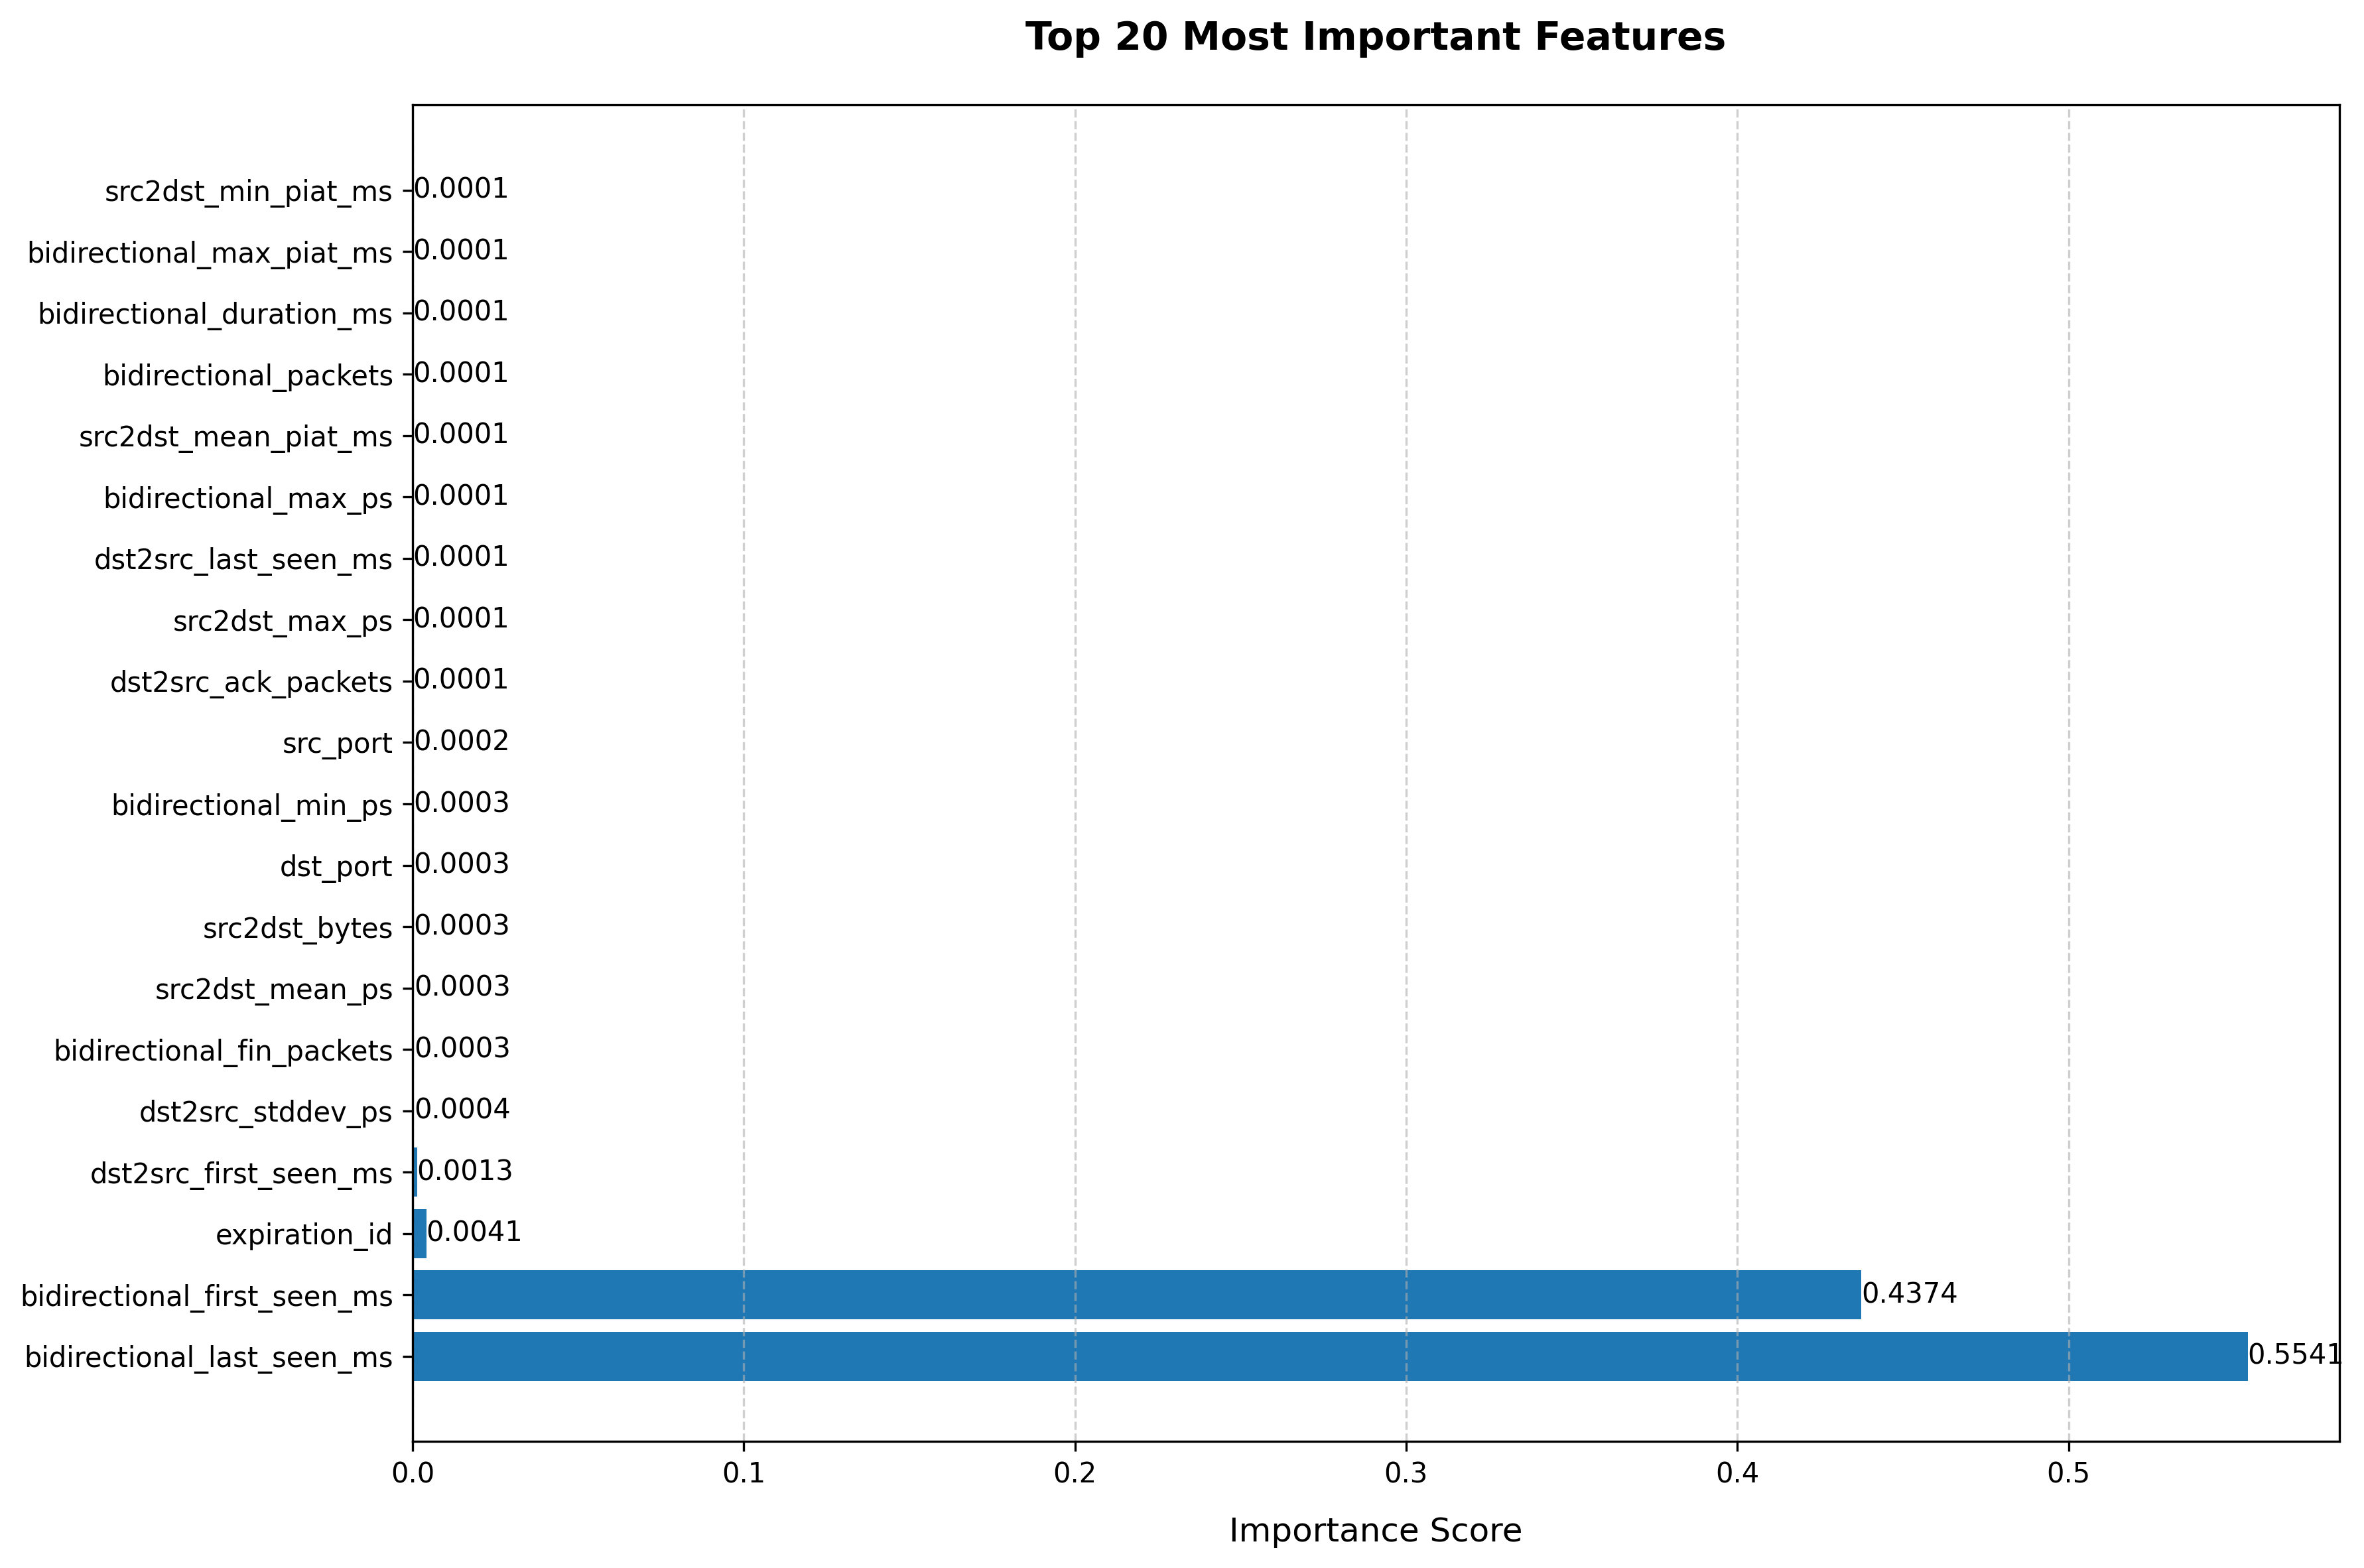 Top 20 Most Important Features
src2dst_min_piat_ms 0.0001
bidirectional_max_piat_ms 0.0001
bidirectional_duration_ms 0.0001
bidirectional_packets 0.0001
src2dst_mean_piat_ms 0.0001
bidirectional_max_ps 0.0001
dst2src_last_seen_ms 0.0001
src2dst_max_ps 0.0001
dst2src_ack_packets 0.0001
src_port 0.0002
bidirectional_min_ps 0.0003
dst_port 0.0003
src2dst_bytes 0.0003
src2dst_mean_ps 0.0003
bidirectional_fin_packets 0.0003
dst2src_stddev_ps 0.0004
dst2src_first_seen_ms 0.0013
expiration_id 0.0041
bidirectional_first_seen_ms 0.4374
bidirectional_last_seen_ms 0.5541
0.0 0.1 0.2 0.3 0.4 0.5
Importance Score